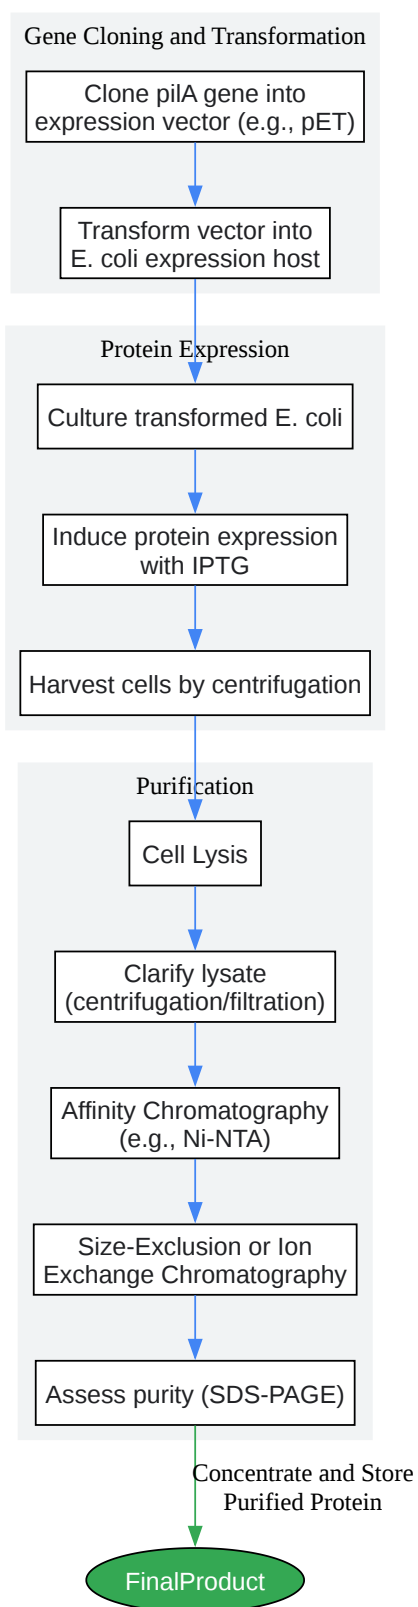 Gene Cloning and Transformation
Clone pilA gene into
expression vector (e.g., pET)
Transform vector into
E. coli expression host
Protein Expression
Culture transformed E. coli
Induce protein expression
with IPTG
Harvest cells by centrifugation
Purification
Cell Lysis
Clarify lysate
(centrifugation/filtration)
Affinity Chromatography
(e.g., Ni-NTA)
Size-Exclusion or Ion
Exchange Chromatography
Assess purity (SDS-PAGE)
Concentrate and Store
Purified Protein
FinalProduct